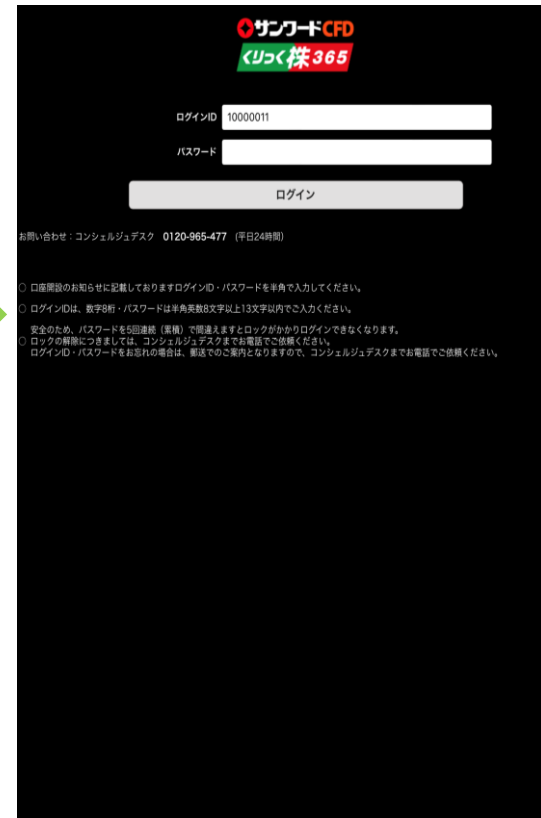 サンワードCFD
くりっく株365
ログインID 10000011
パスワード
ログイン
お問い合わせ：コンシェルジュデスク 0120-965-477 (平日24時間)
○ 口座開設のお知らせに記載しておりますログインID・パスワードを半角で入力してください。
○ ログインIDは、数字8桁・パスワードは半角英数8文字以上13文字以内でご入力ください。
安全のため、パスワードを5回連続（累積）で間違えますとロックがかかりログインできなくなります。
○ ロックの解除につきましては、コンシェルジュデスクまでお電話でご依頼ください。
ログインID・パスワードをお忘れの場合は、郵送でのご案内となりますので、コンシェルジュデスクまでお電話でご依頼ください。